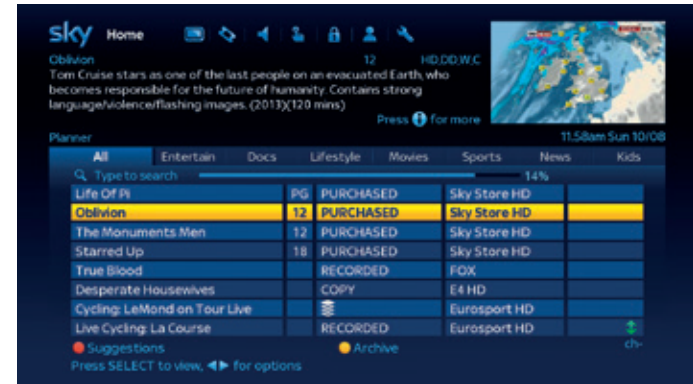 sky Home
Oblivion 12 HD,DD,W,C
Tom Cruise stars as one of the last people on an evacuated Earth, who
becomes responsible for the future of humanity. Contains strong
language/violence/flashing images. (2013)(120 mins)
Press i for more
Planner 11.58am Sun 10/08
All Entertain Docs Lifestyle Movies Sports News Kids
Type to search 14%
Life Of Pi PG PURCHASED Sky Store HD
Oblivion 12 PURCHASED Sky Store HD
The Monuments Men 12 PURCHASED Sky Store HD
Starred Up 18 PURCHASED Sky Store HD
True Blood RECORDED FOX
Desperate Housewives COPY E4 HD
Cycling: LeMond on Tour Live Eurosport HD
Live Cycling: La Course RECORDED Eurosport HD
Suggestions Archive ch-
Press SELECT to view, for options